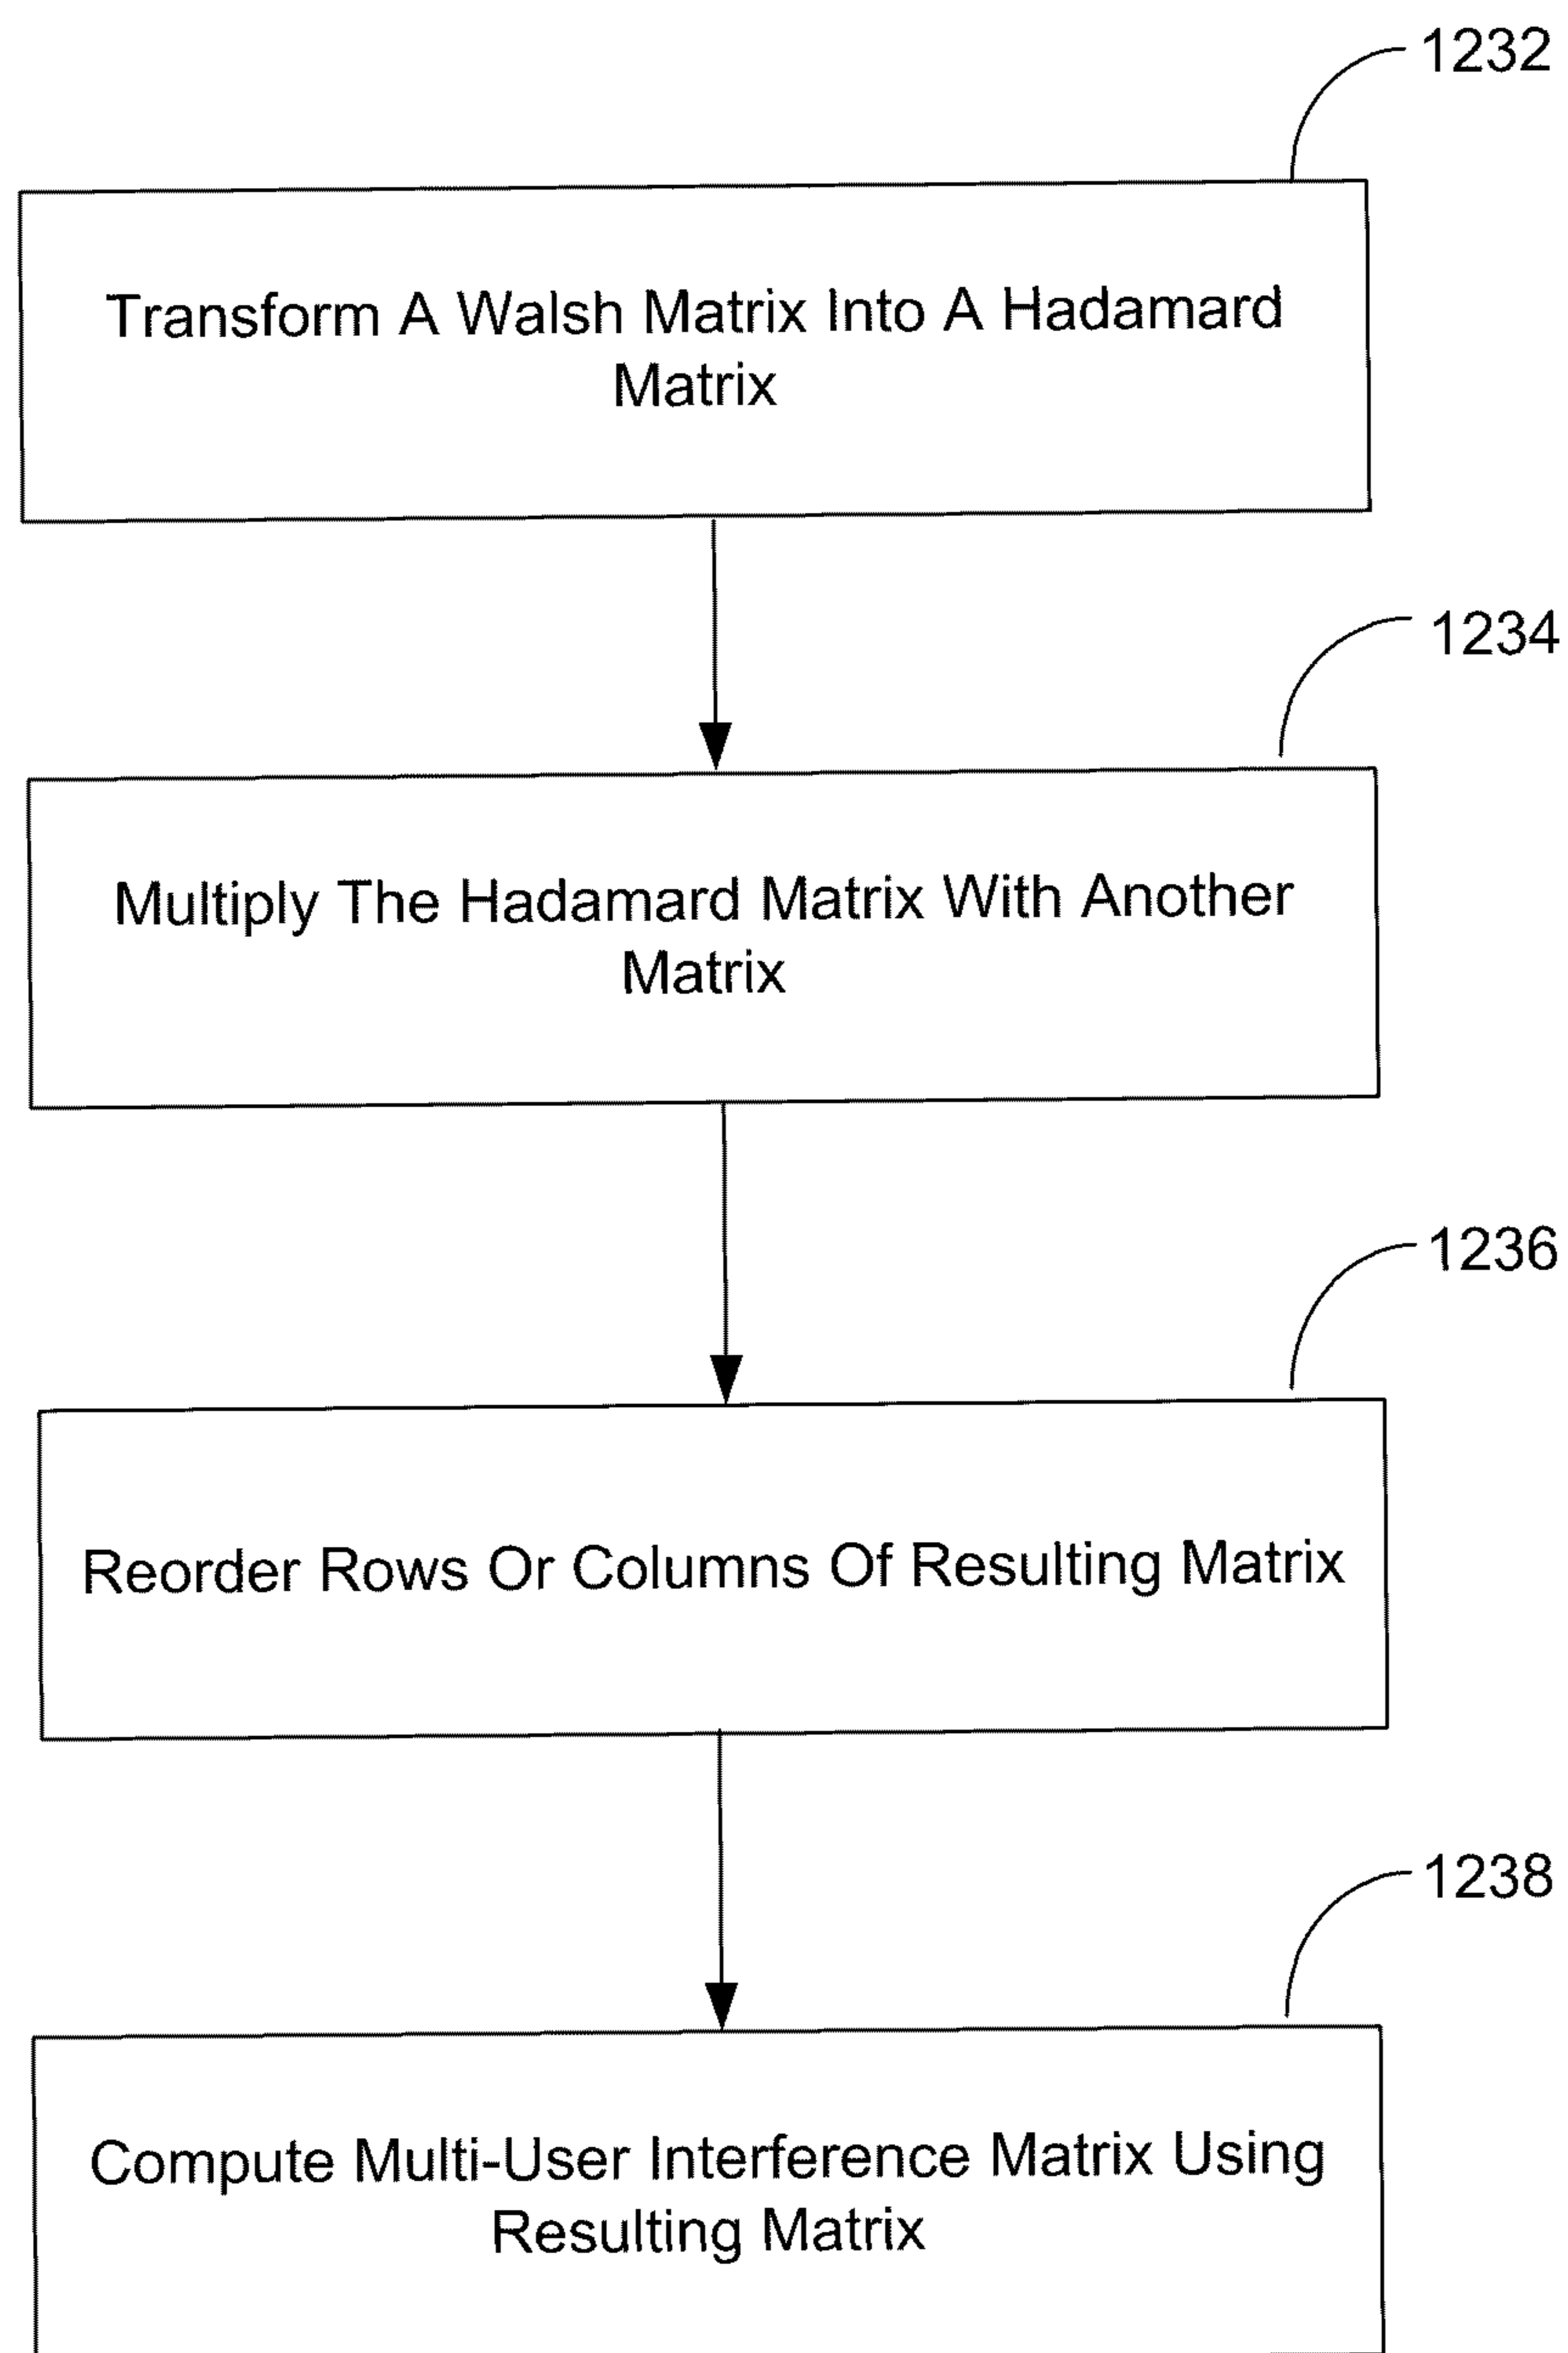 1232
Transform A Walsh Matrix Into A Hadamard
Matrix
1234
Multiply The Hadamard Matrix With Another
Matrix
1236
Reorder Rows Or Columns Of Resulting Matrix
1238
Compute Multi-User Interference Matrix Using
Resulting Matrix